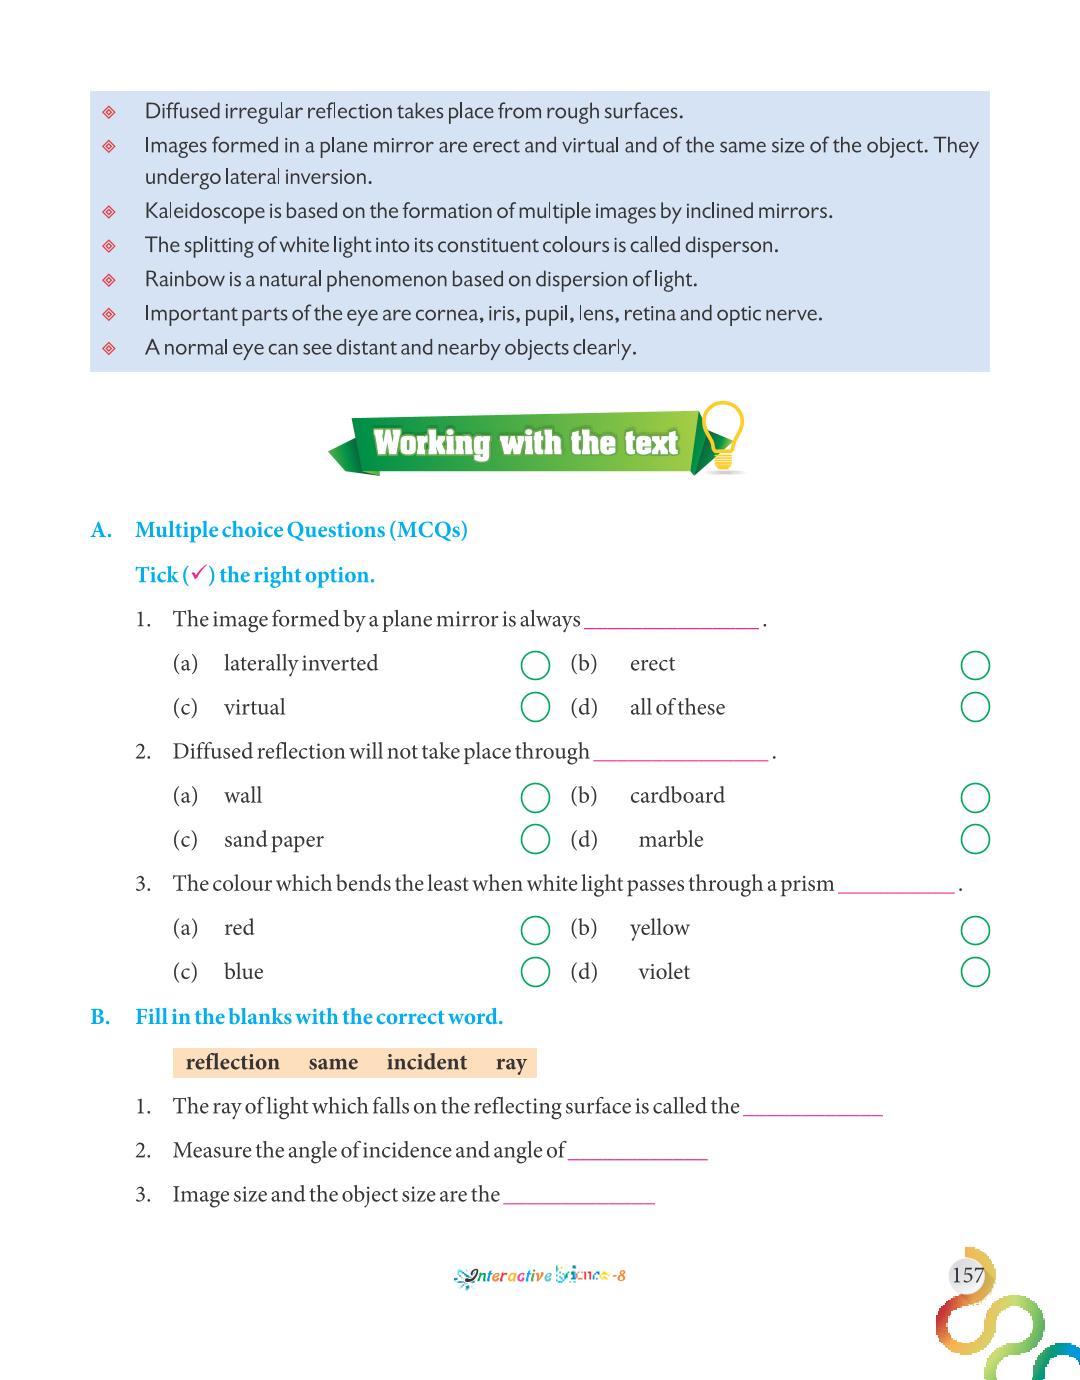 Diffused irregular reflection takes place from rough surfaces.
Images formed in a plane mirror are erect and virtual and of the same size of the object. They
undergo lateral inversion.
Kaleidoscope is based on the formation of multiple images by inclined mirrors.
The splitting of white light into its constituent colours is called disperson.
Rainbow is a natural phenomenon based on dispersion of light.
Important parts of the eye are cornea, iris, pupil, lens, retina and optic nerve.
A normal eye can see distant and nearby objects clearly.
Working with the text
A. Multiple choice Questions (MCQs)
Tick (✓) the right option.
1. The image formed by a plane mirror is always _______________ .
(a) laterally inverted (b) erect
(c) virtual (d) all of these
2. Diffused reflection will not take place through _______________ .
(a) wall (b) cardboard
(c) sand paper (d) marble
3. The colour which bends the least when white light passes through a prism __________ .
(a) red (b) yellow
(c) blue (d) violet
B. Fill in the blanks with the correct word.
reflection same incident ray
1. The ray of light which falls on the reflecting surface is called the ____________
2. Measure the angle of incidence and angle of ____________
3. Image size and the object size are the _____________
Interactive Science-8
157